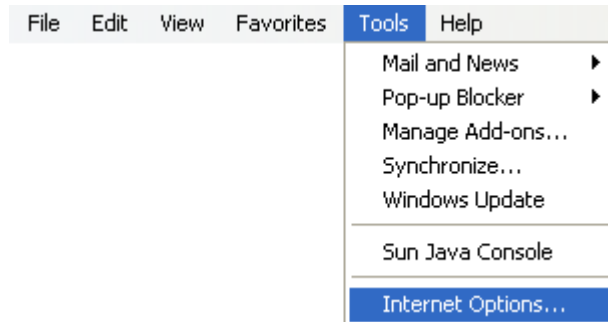 File Edit View Favorites Tools Help
Mail and News
Pop-up Blocker
Manage Add-ons...
Synchronize...
Windows Update
Sun Java Console
Internet Options...